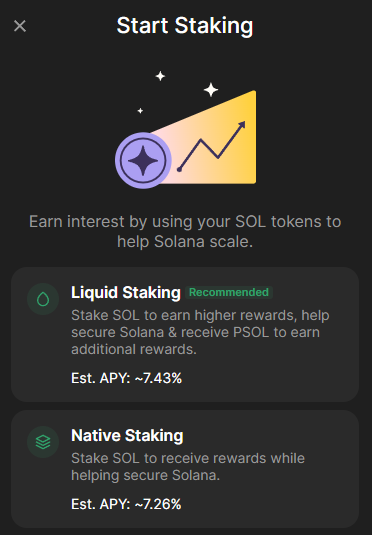 Start Staking
Earn interest by using your SOL tokens to
help Solana scale.
Liquid Staking Recommended
Stake SOL to earn higher rewards, help
secure Solana & receive PSOL to earn
additional rewards.
Est. APY: ~7.43%
Native Staking
Stake SOL to receive rewards while
helping secure Solana.
Est. APY: ~7.26%